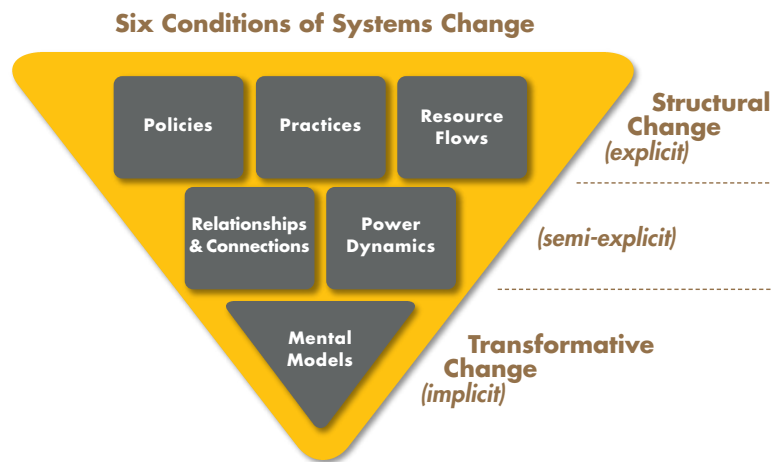 Six Conditions of Systems Change
Policies
Practices
Resource
Flows
Structural
Change
(explicit)
Relationships
& Connections
Power
Dynamics
(semi-explicit)
Mental
Models
Transformative
Change
(implicit)